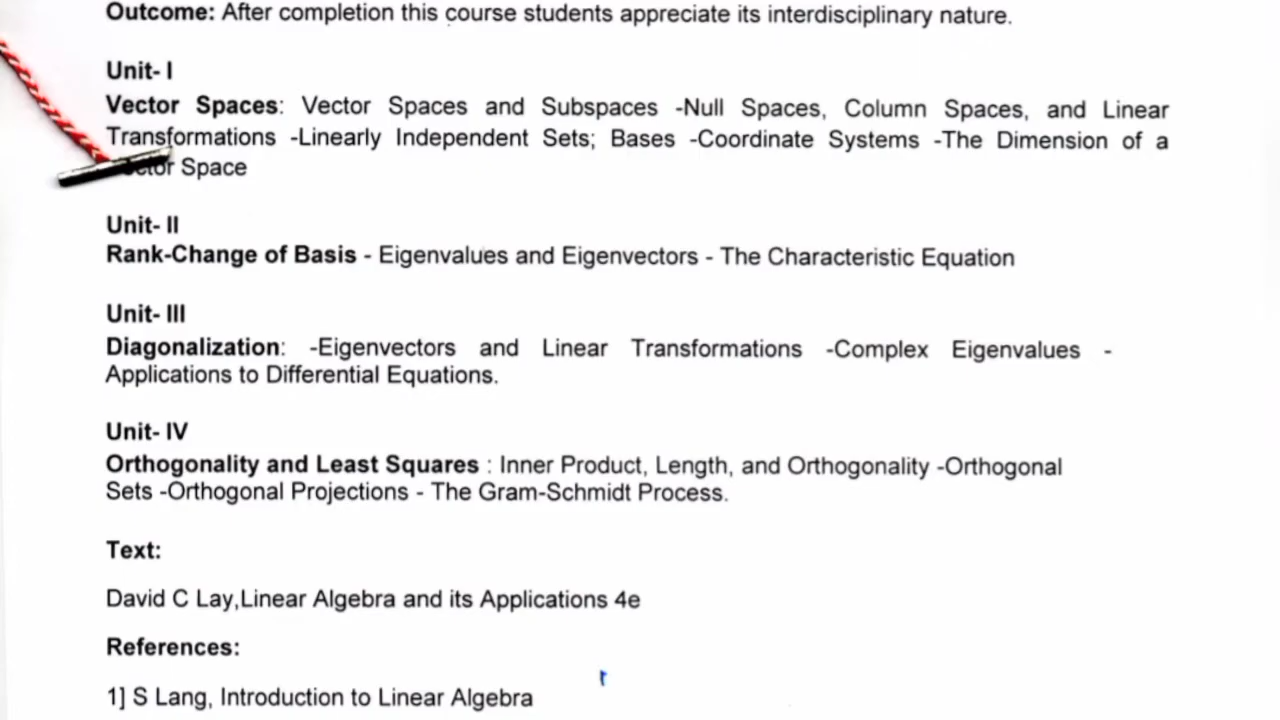 Outcome: After completion this course students appreciate its interdisciplinary nature.
Unit- I
Vector Spaces: Vector Spaces and Subspaces -Null Spaces, Column Spaces, and Linear
Transformations -Linearly Independent Sets; Bases -Coordinate Systems -The Dimension of a
Space
Unit- II
Rank-Change of Basis - Eigenvalues and Eigenvectors - The Characteristic Equation
Unit- III
Diagonalization: -Eigenvectors and Linear Transformations -Complex Eigenvalues -
Applications to Differential Equations.
Unit- IV
Orthogonality and Least Squares : Inner Product, Length, and Orthogonality -Orthogonal
Sets -Orthogonal Projections - The Gram-Schmidt Process.
Text:
David C Lay,Linear Algebra and its Applications 4e
References:
1] S Lang, Introduction to Linear Algebra